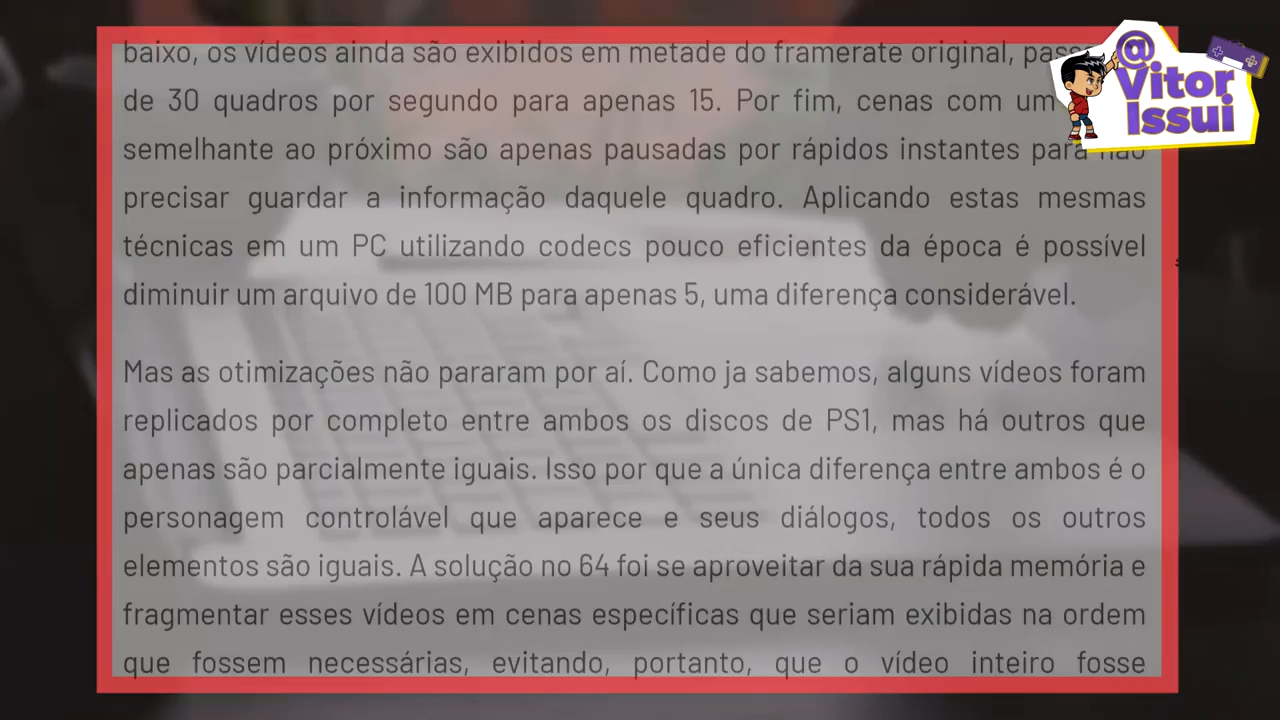 baixo, os vídeos ainda são exibidos em metade do framerate original,
de 30 quadros por segundo para apenas 15. Por fim, cenas com um
semelhante ao próximo são apenas pausadas por rápidos instantes para não
precisar guardar a informação daquele quadro. Aplicando estas mesmas
técnicas em um PC utilizando codecs pouco eficientes da época é possível
diminuir um arquivo de 100 MB para apenas 5, uma diferença considerável.
Mas as otimizações não pararam por aí. Como ja sabemos, alguns vídeos foram
replicados por completo entre ambos os discos de PS1, mas há outros que
apenas são parcialmente iguais. Isso por que a única diferença entre ambos é o
personagem controlável que aparece e seus diálogos, todos os outros
elementos são iguais. A solução no 64 foi se aproveitar da sua rápida memória e
fragmentar esses vídeos em cenas específicas que seriam exibidas na ordem
que fossem necessárias, evitando, portanto, que o vídeo inteiro fosse
@
Vitor
Issui